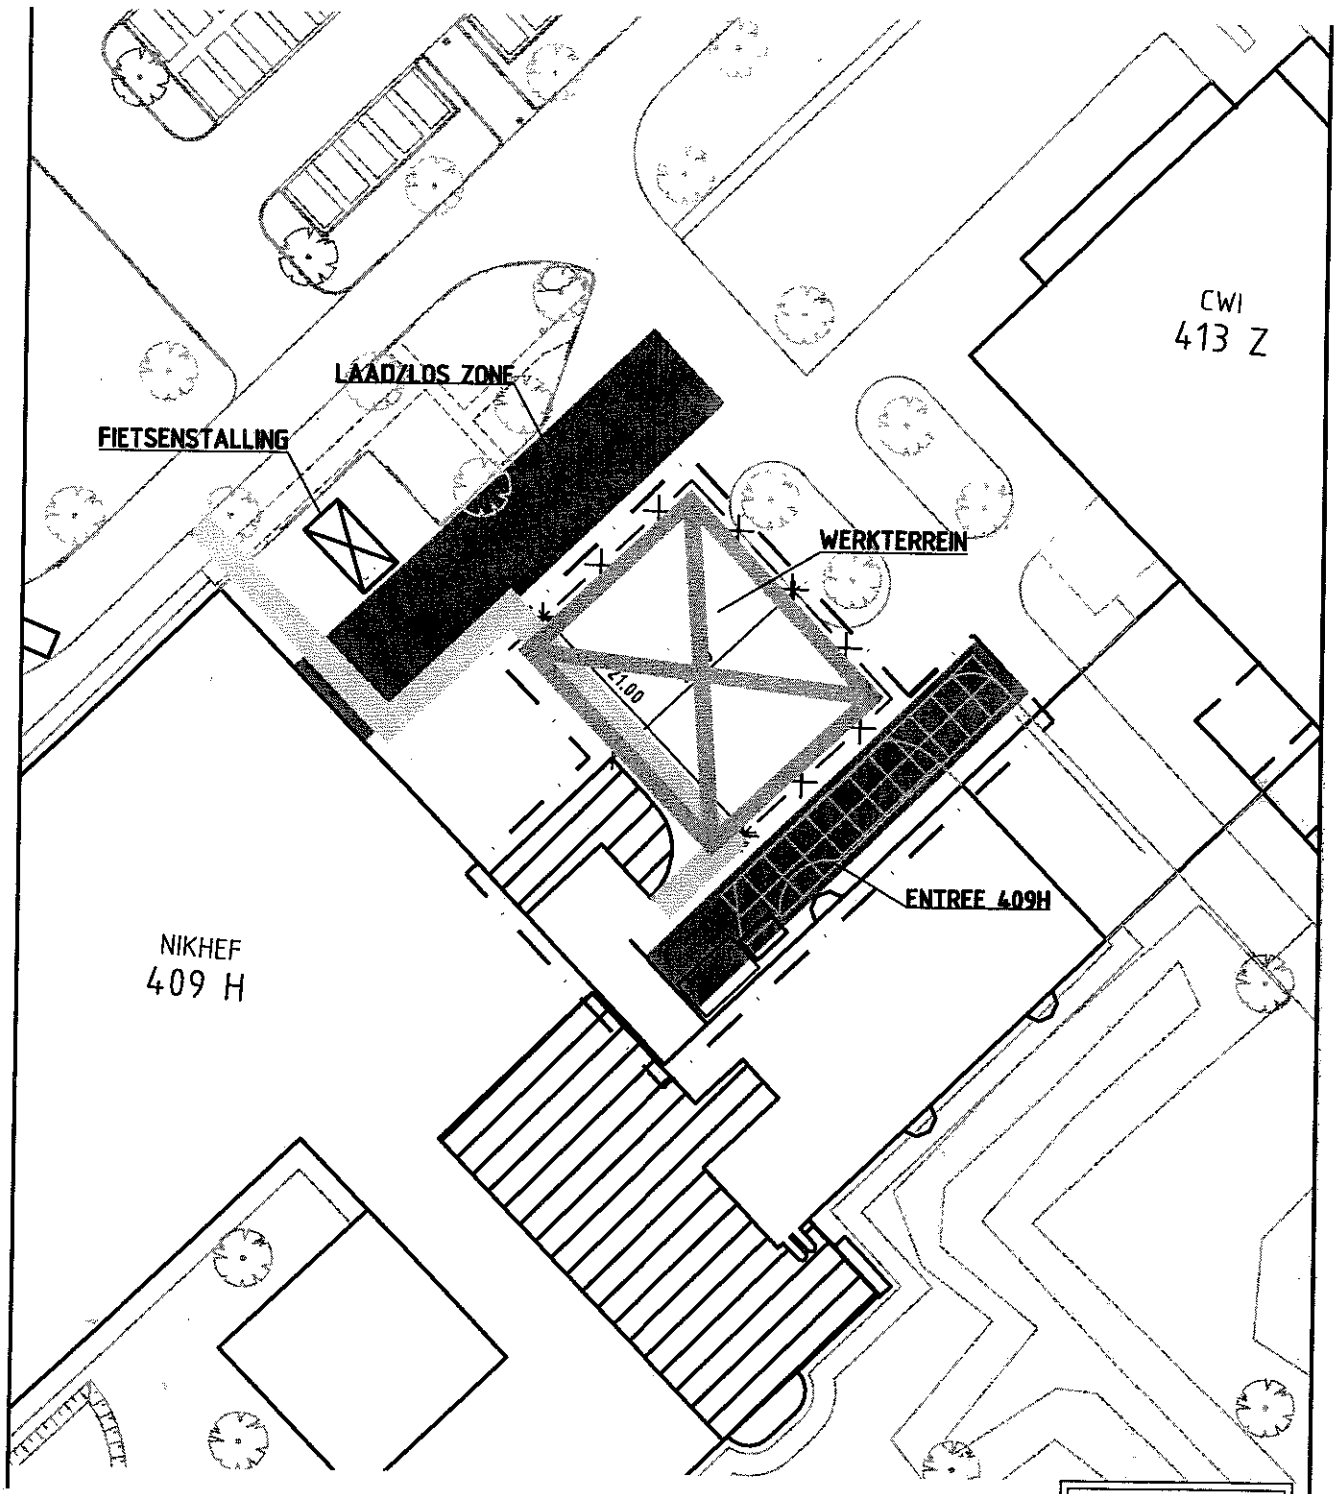 CWI
413 Z
LAAD/LOS ZONE
FIETSENSTALLING
WERKTERREIN
21.00
ENTREE 409H
NIKHEF
409 H